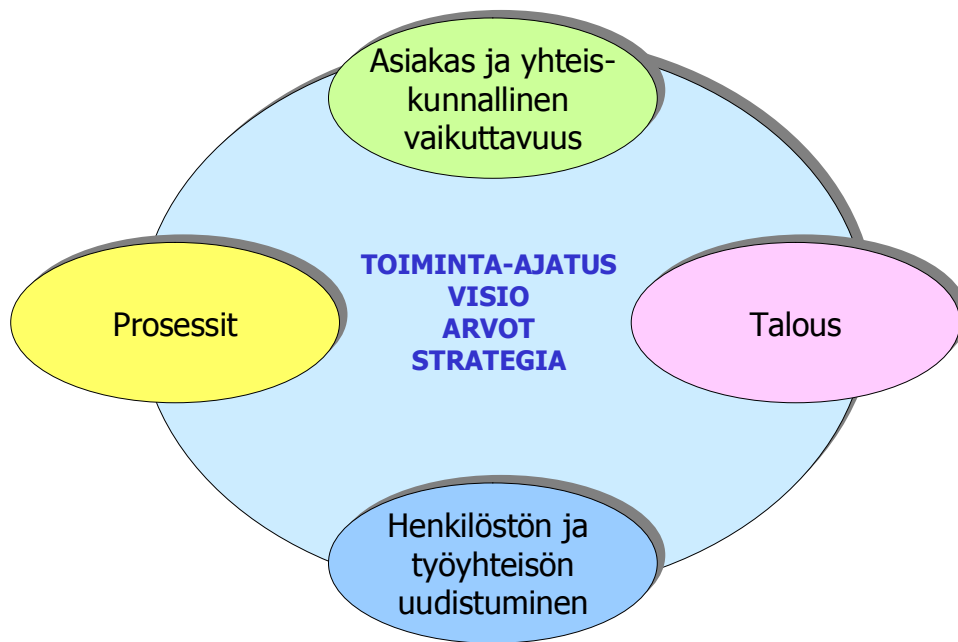 Asiakas ja yhteis-
kunnallinen
vaikuttavuus
TOIMINTA-AJATUS
VISIO
ARVOT
STRATEGIA
Prosessit
Talous
Henkilöstön ja
työyhteisön
uudistuminen